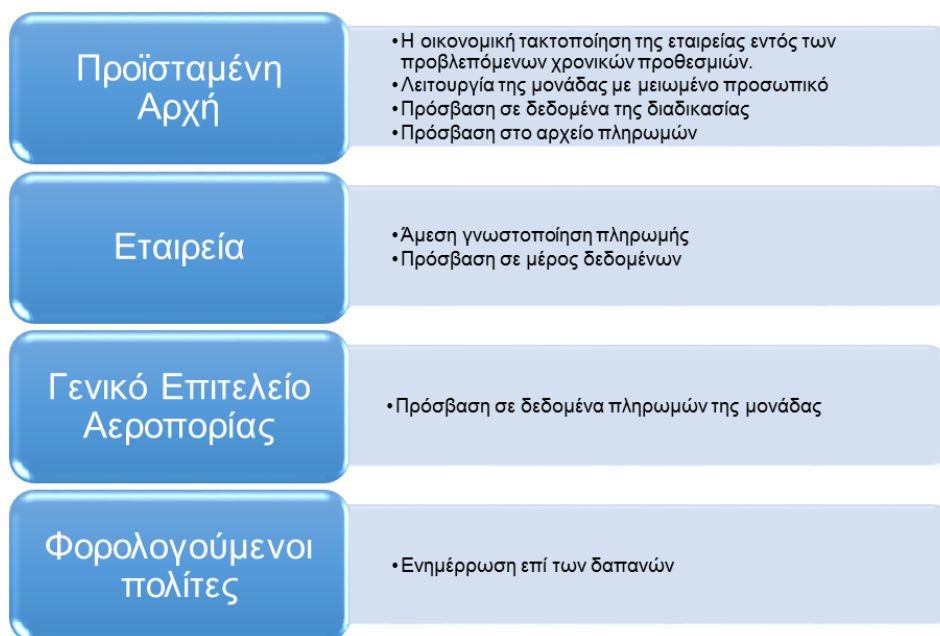 Προϊσταμένη
Αρχή
•Η οικονομική τακτοποίηση της εταιρείας εντός των
προβλεπόμενων χρονικών προθεσμιών.
•Λειτουργία της μονάδας με μειωμένο προσωπικό
•Πρόσβαση σε δεδομένα της διαδικασίας
•Πρόσβαση στο αρχείο πληρωμών
Εταιρεία
•Άμεση γνωστοποίηση πληρωμής
•Πρόσβαση σε μέρος δεδομένων
Γενικό Επιτελείο
Αεροπορίας
•Πρόσβαση σε δεδομένα πληρωμών της μονάδας
Φορολογούμενοι
πολίτες
•Ενημέρρωση επί των δαπανών